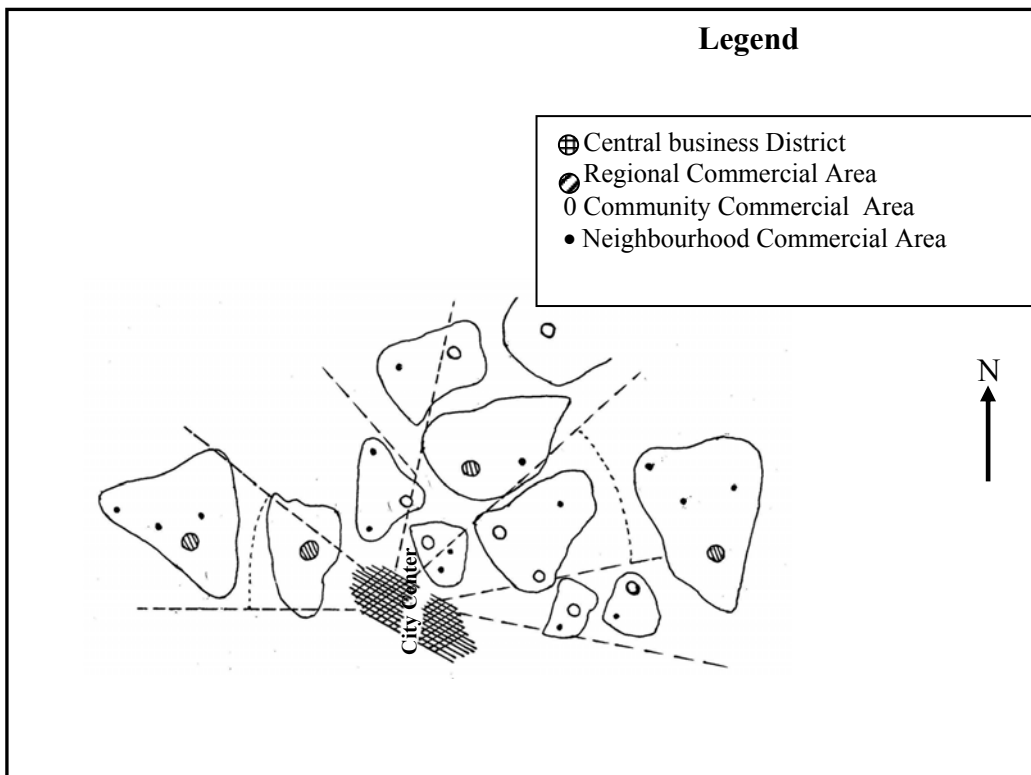 Legend
Central business District
Regional Commercial Area
0 Community Commercial Area
• Neighbourhood Commercial Area
N
City Center